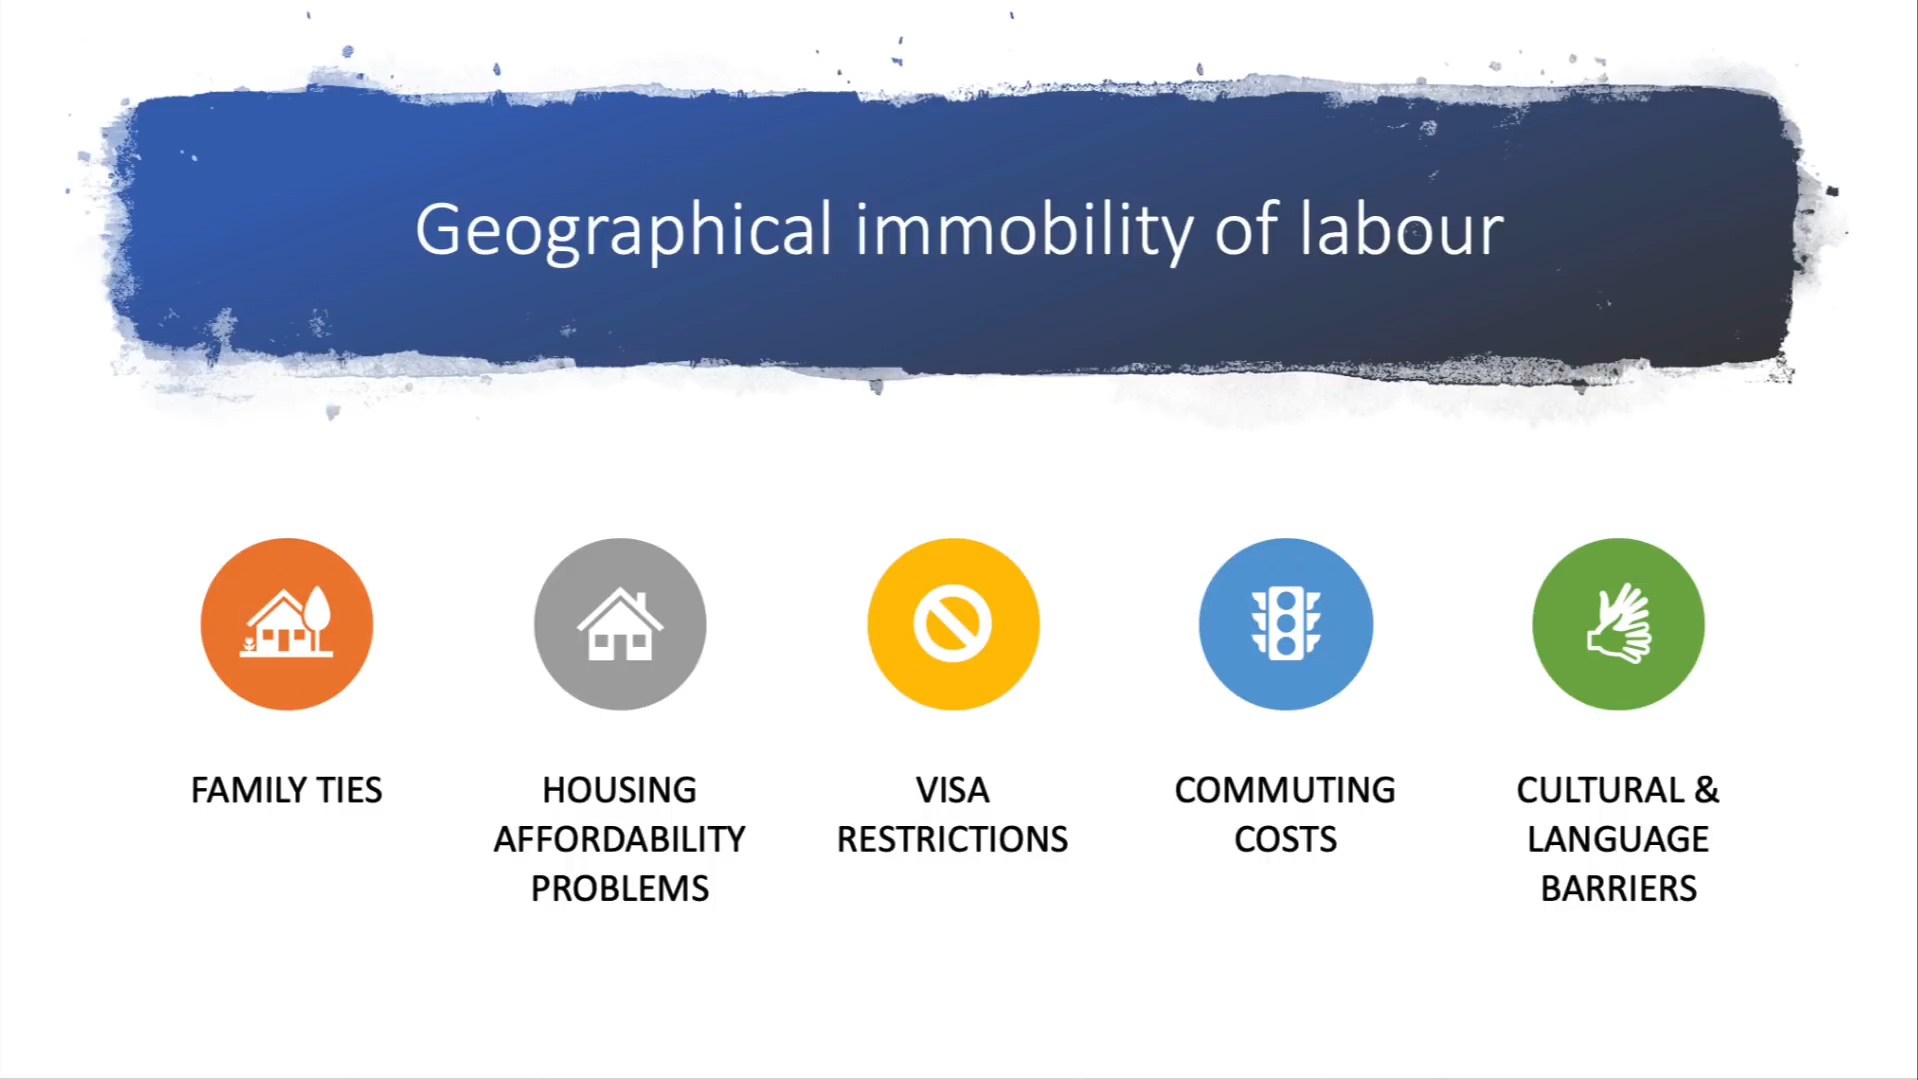 Geographical immobility of labour
FAMILY TIES
HOUSING
AFFORDABILITY
PROBLEMS
VISA
RESTRICTIONS
COMMUTING
COSTS
CULTURAL &
LANGUAGE
BARRIERS